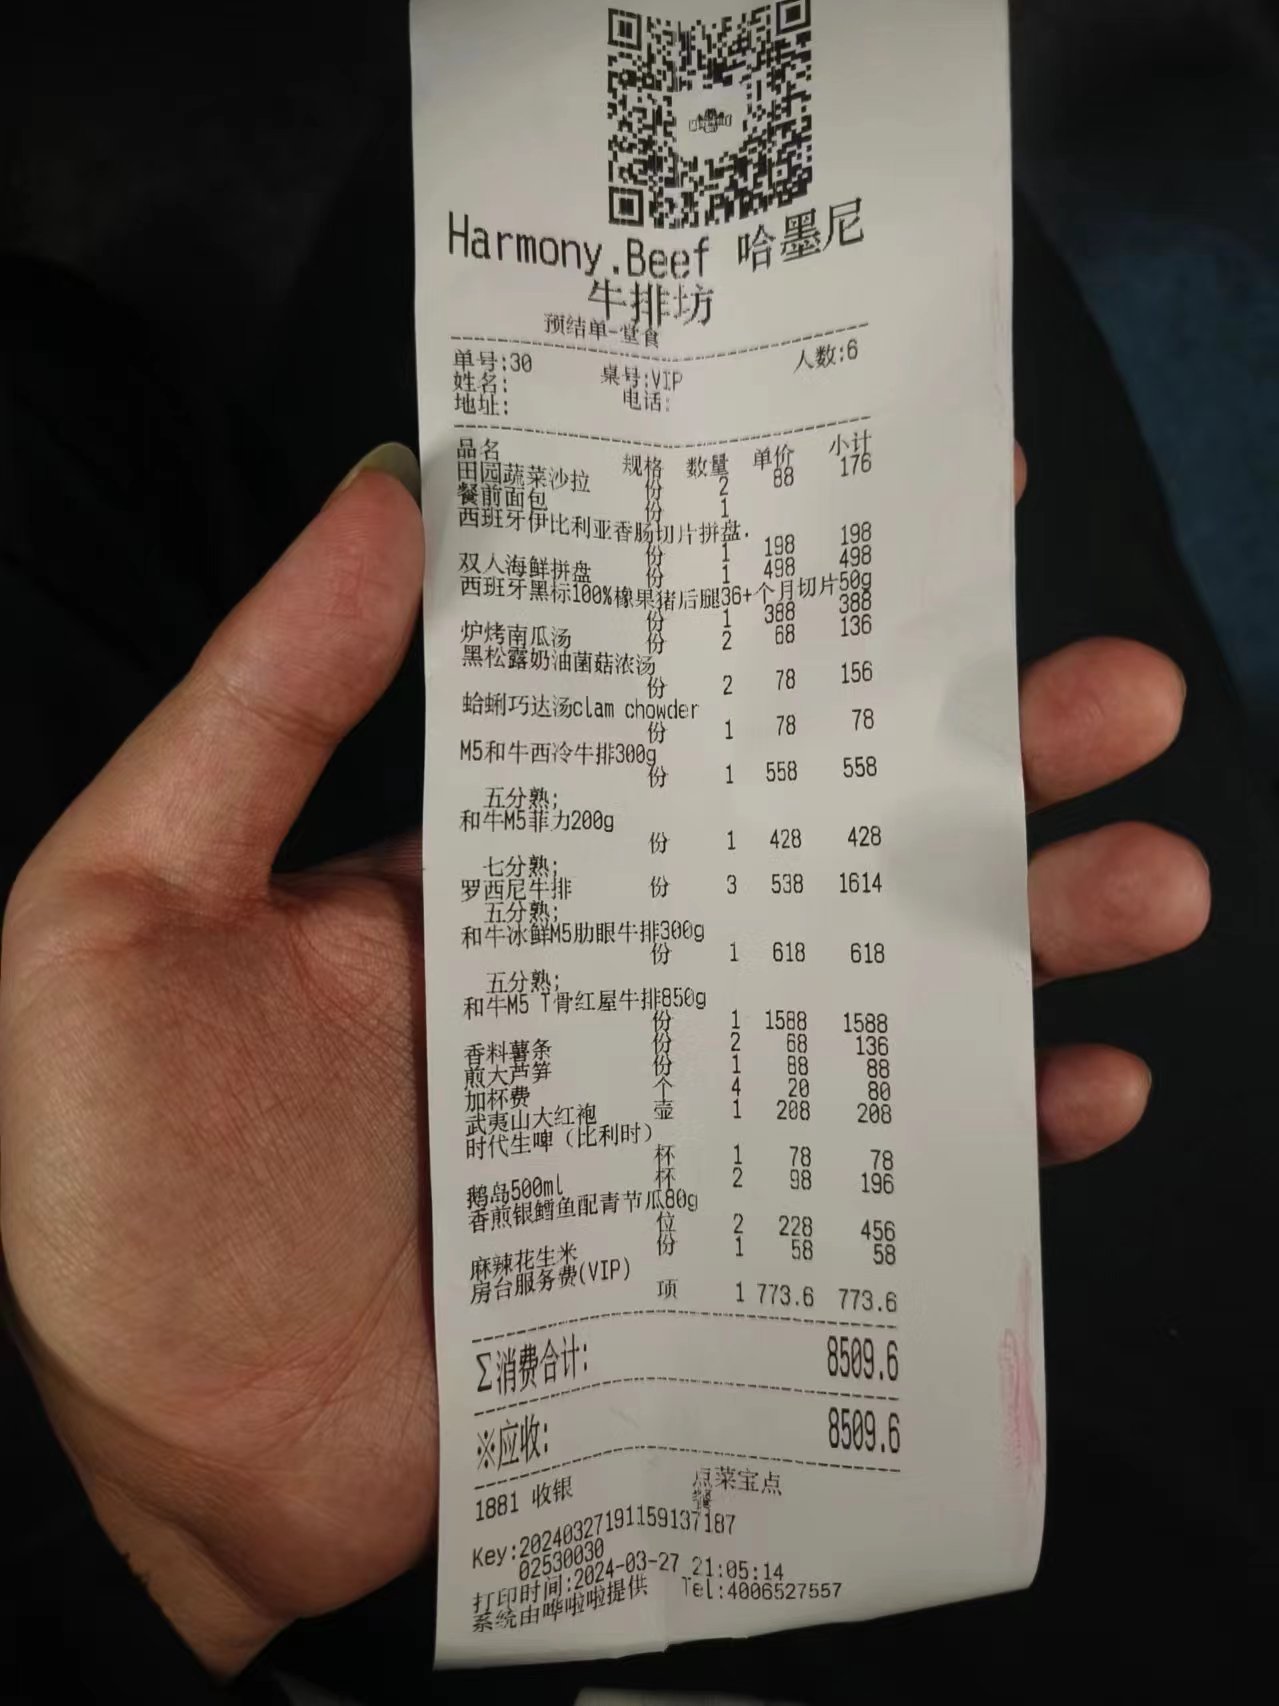 Harmony.Beef 哈墨尼
牛排坊
预结单-堂食
单号:30 桌号:VIP 人数:6
姓名: 电话:
地址:
品名 规格 数量 单价 小计
田园蔬菜沙拉 份 2 88 176
餐前面包 份 1
西班牙伊比利亚香肠切片拼盘.
份 1 198 198
双人海鲜拼盘 份 1 498 498
西班牙黑标100%橡果猪后腿36+个月切片50g
份 1 388 388
炉烤南瓜汤 份 2 68 136
黑松露奶油菌菇浓汤
份 2 78 156
蛤蜊巧达汤clam chowder
份 1 78 78
M5和牛西冷牛排300g
份 1 558 558
五分熟;
和牛M5菲力200g
份 1 428 428
七分熟;
罗西尼牛排 份 3 538 1614
五分熟;
和牛冰鲜M5肋眼牛排300g
份 1 618 618
五分熟;
和牛M5 T骨红屋牛排850g
份 1 1588 1588
香料薯条 份 2 68 136
煎大芦笋 份 1 88 88
加杯费 个 4 20 80
武夷山大红袍 壶 1 208 208
时代生啤（比利时）
杯 1 78 78
鹅岛500ml 杯 2 98 196
香煎银鳕鱼配青节瓜80g
位 2 228 456
麻辣花生米 份 1 58 58
房台服务费(VIP)
项 1 773.6 773.6
∑消费合计: 8509.6
※应收: 8509.6
1881 收银 点菜宝点
餐
Key:20240327191159137187
02530030
打印时间:2024-03-27 21:05:14
系统由哗啦啦提供 Tel:4006527557